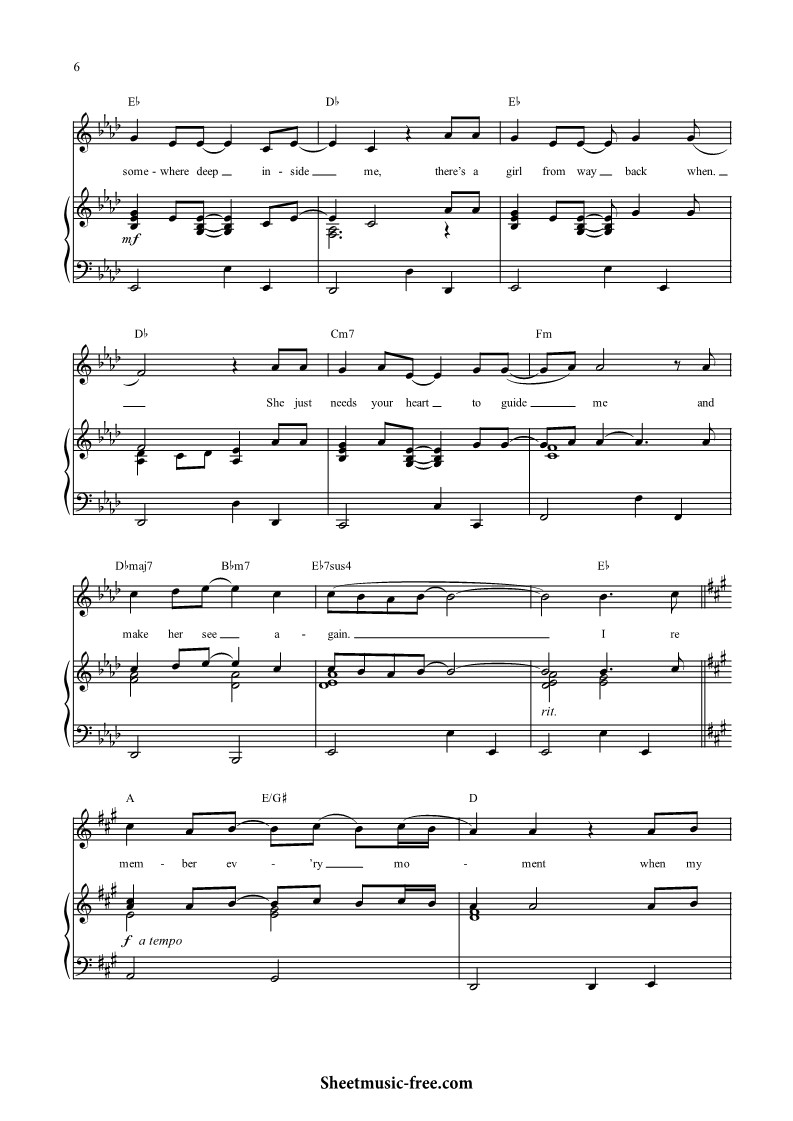 6
E♭ D♭ E♭
some - where deep in - side me, there's a girl from way back when.
mf
D♭ Cm7 Fm
She just needs your heart to guide me and
D♭maj7 B♭m7 E♭7sus4 E♭
make her see a - gain. I re
rit.
A E/G♯ D
mem - ber ev - 'ry mo - ment when my
f a tempo
Sheetmusic-free.com